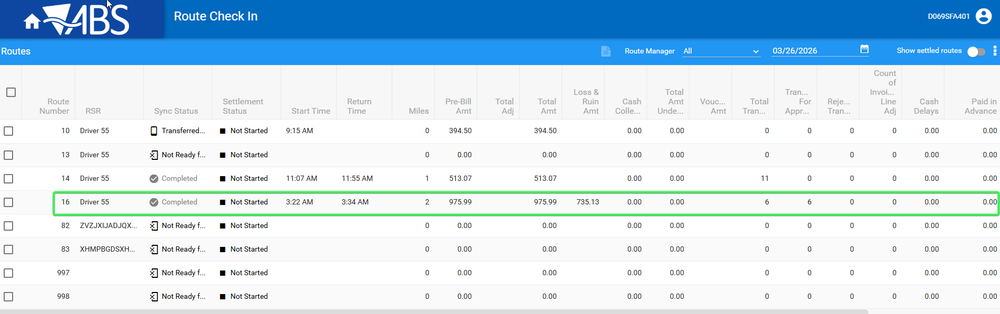 ABS
Route Check In
D069SFA401
Routes
Route Manager All 03/26/2026 Show settled routes
Route Number RSR Sync Status Settlement Status Start Time Return Time Miles Pre-Bill Amt Total Adj Total Amt Loss & Ruin Amt Cash Colle... Total Amt Unde... Vouc... Amt Total Tran... Tran... For Appr... Reje... Tran... Count of Invoi... Line Adj Cash Delays Paid in Advance
10 Driver 55 Transferred... Not Started 9:15 AM 0 394.50 394.50 0.00 0.00 0 0 0 0 0.00 0.00
13 Driver 55 Not Ready f... Not Started 0 0.00 0.00 0.00 0.00 0 0 0 0 0.00 0.00
14 Driver 55 Completed Not Started 11:07 AM 11:55 AM 1 513.07 513.07 0.00 0.00 11 0 0 0 0.00 0.00
16 Driver 55 Completed Not Started 3:22 AM 3:34 AM 2 975.99 975.99 735.13 0.00 0.00 6 6 0 0 0.00 0.00
82 ZVZJXIJADJQX... Not Ready f... Not Started 0 0.00 0.00 0.00 0.00 0 0 0 0 0.00 0.00
83 XHMPBGDSXH... Not Ready f... Not Started 0 0.00 0.00 0.00 0.00 0 0 0 0 0.00 0.00
997 Not Ready f... Not Started 0 0.00 0.00 0.00 0.00 0 0 0 0 0.00 0.00
998 Not Ready f... Not Started 0 0.00 0.00 0.00 0.00 0 0 0 0 0.00 0.00